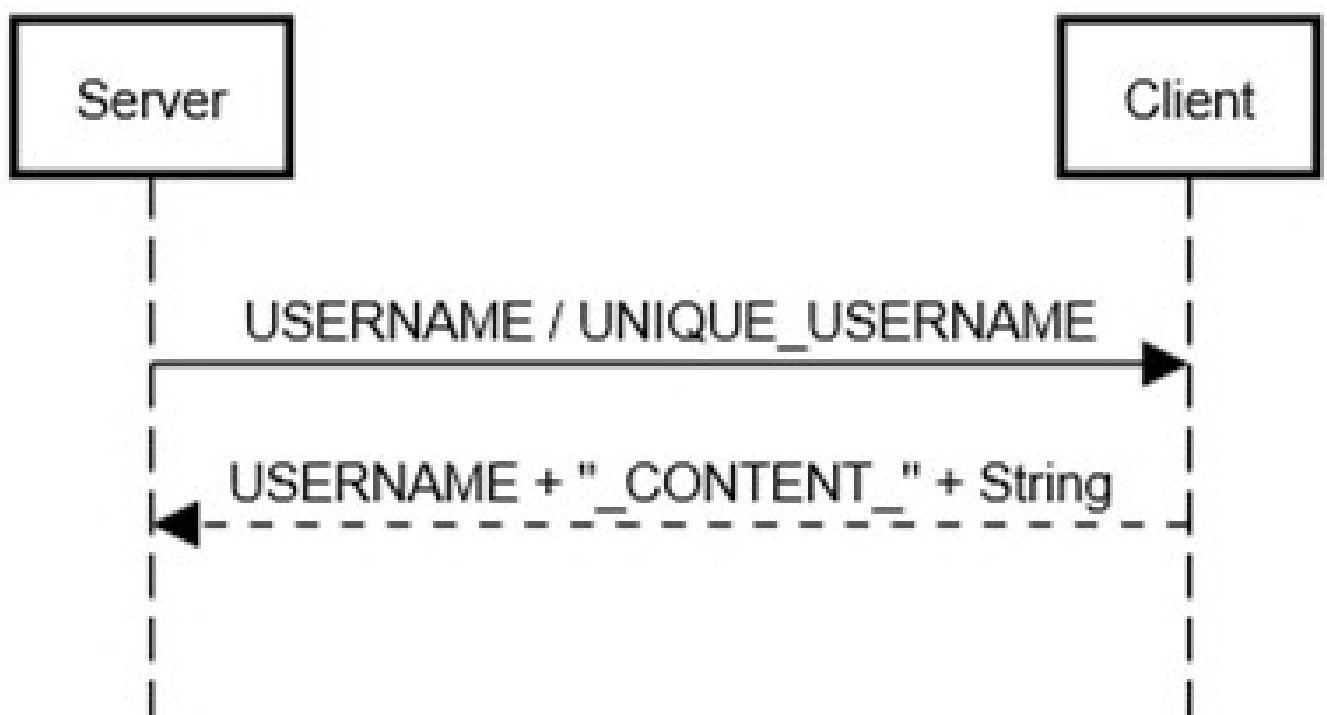 Server
Client
USERNAME / UNIQUE_USERNAME
USERNAME + "_CONTENT_" + String